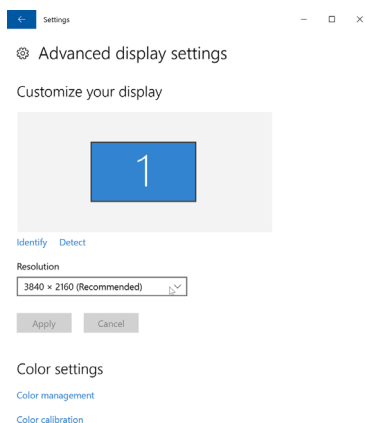 Settings
Advanced display settings
Customize your display
1
Identify Detect
Resolution
3840 × 2160 (Recommended)
Apply Cancel
Color settings
Color management
Color calibration